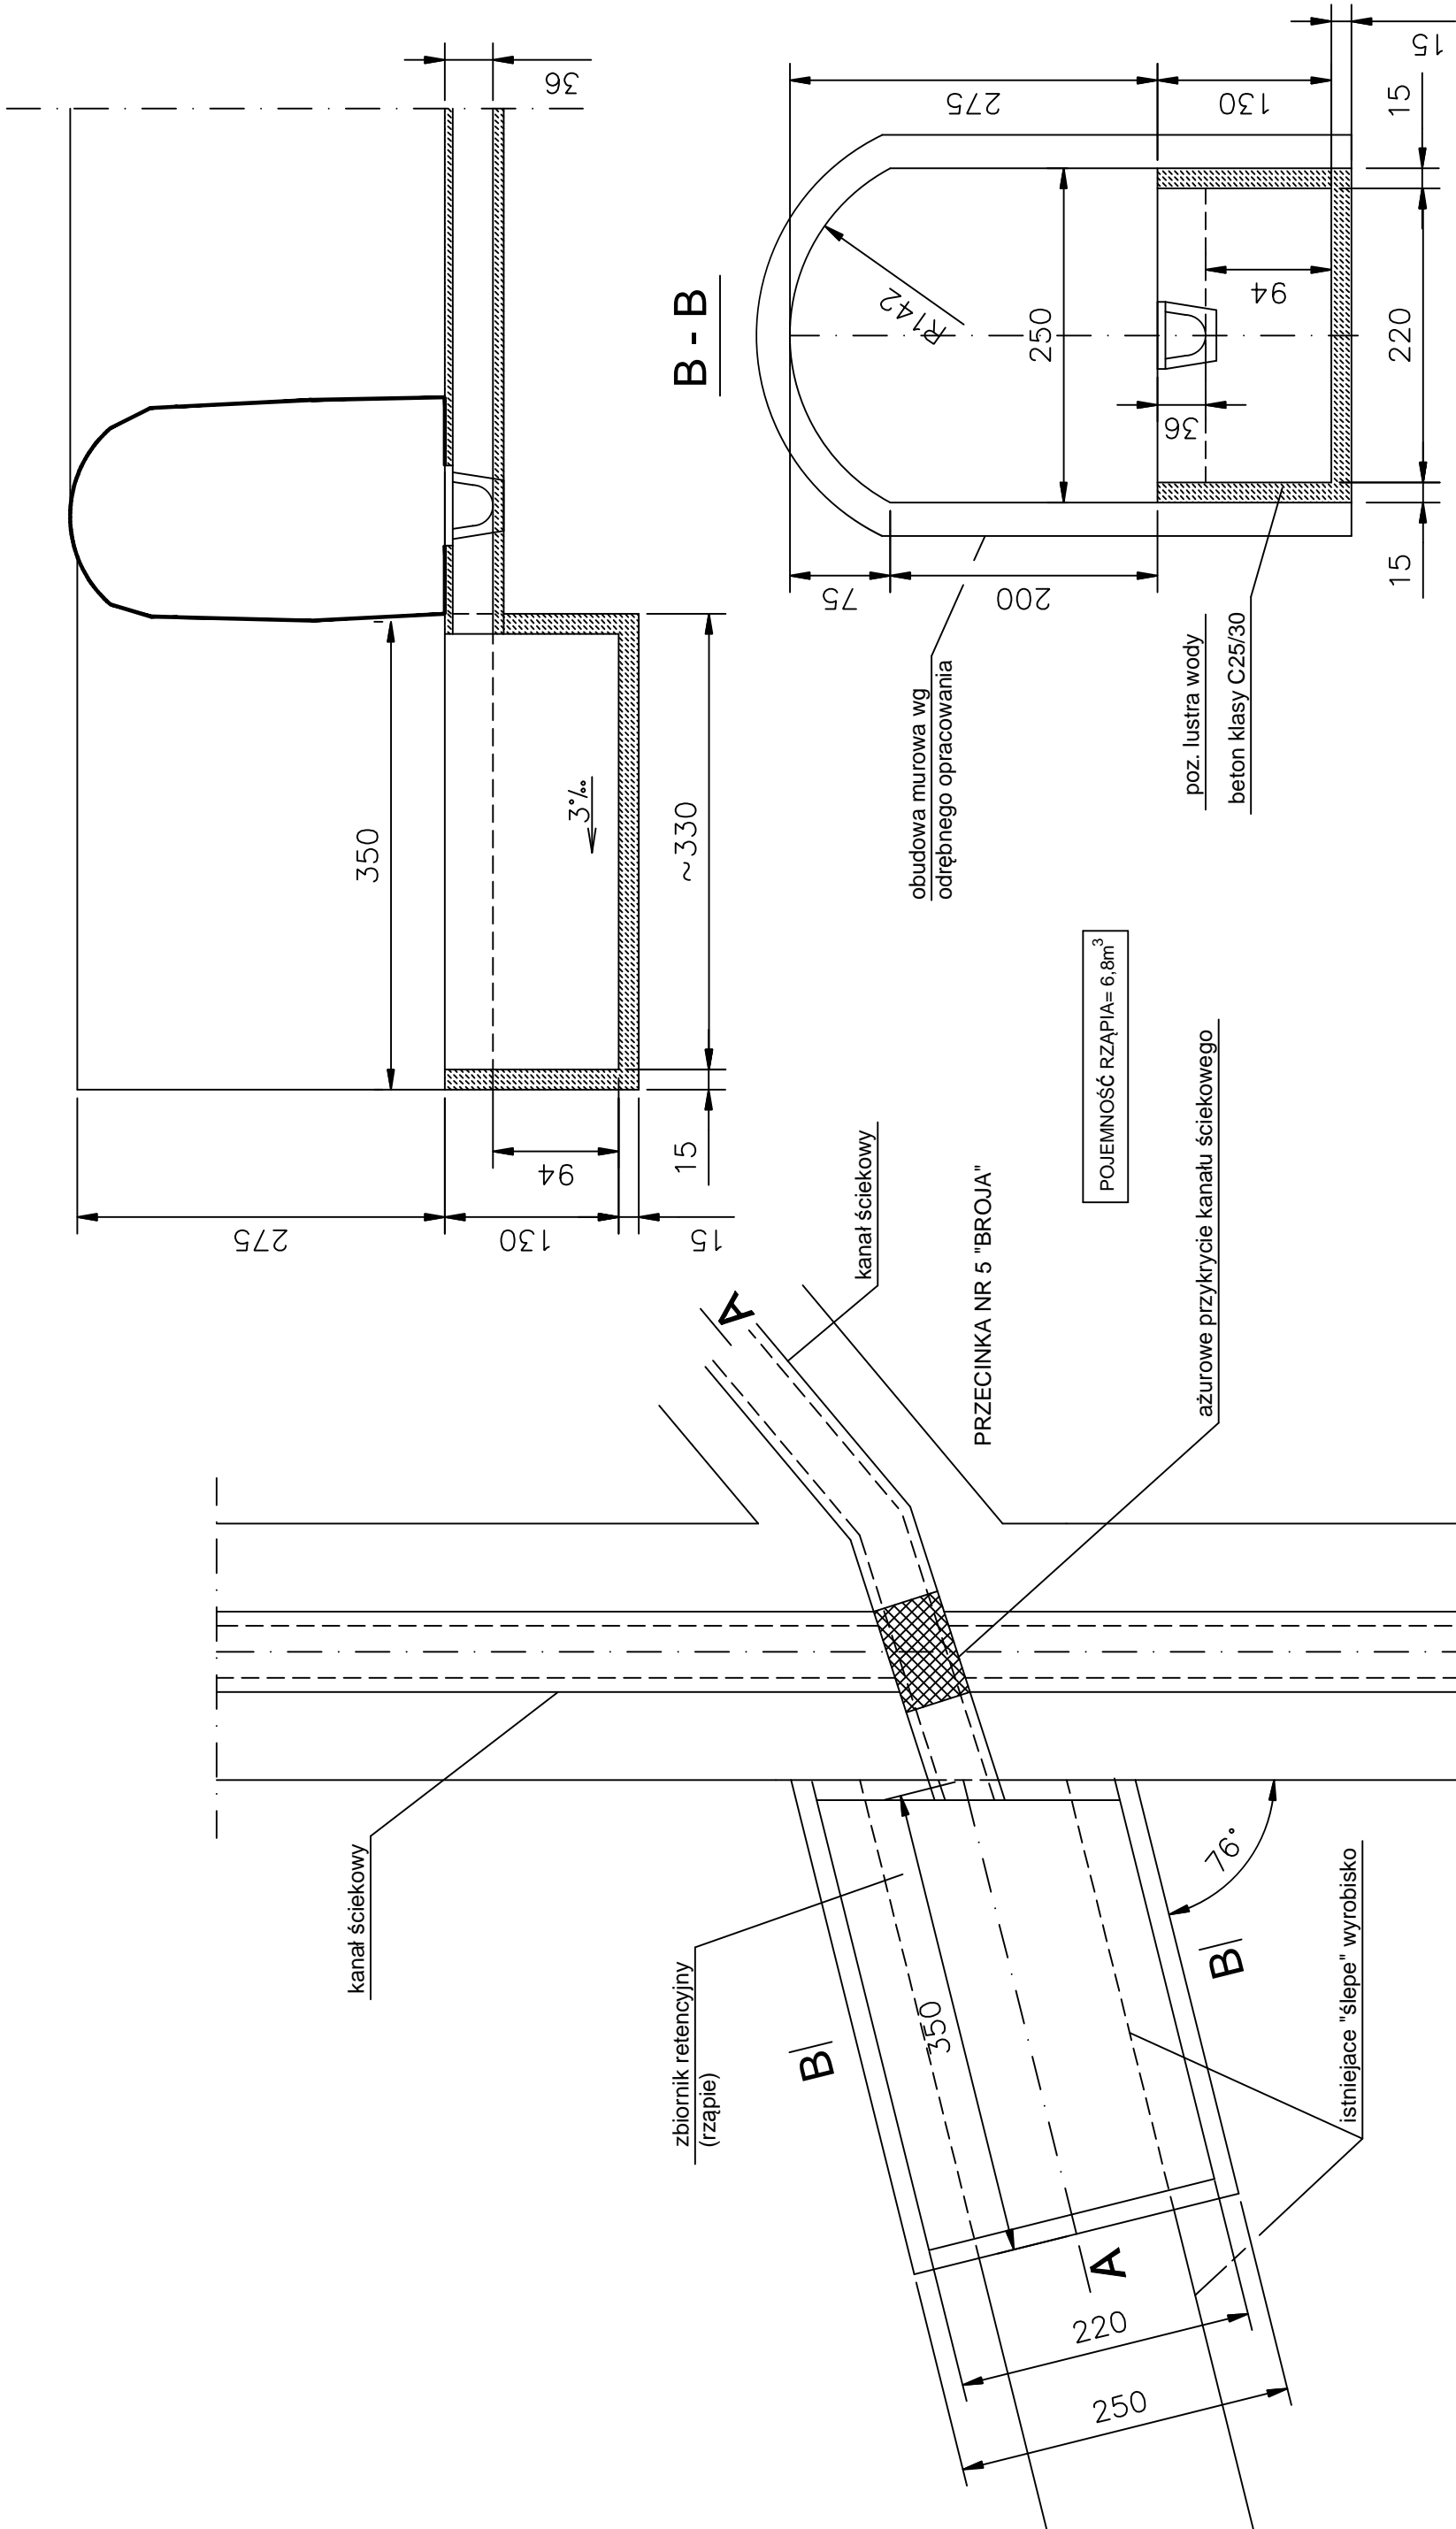 36
350
3‰
~330
15
94
275
130
15
B - B
275
130
15
15
R142
250
36
94
220
15
75
200
obudowa murowa wg
odrębnego opracowania
poz. lustra wody
beton klasy C25/30
POJEMNOŚĆ RZĄPIA= 6,8m³
kanał ściekowy
PRZECINKA NR 5 "BROJA"
ażurowe przykrycie kanału ściekowego
A
kanał ściekowy
zbiornik retencyjny
(rząpie)
B
350
76°
B
istniejace "ślepe" wyrobisko
A
220
250